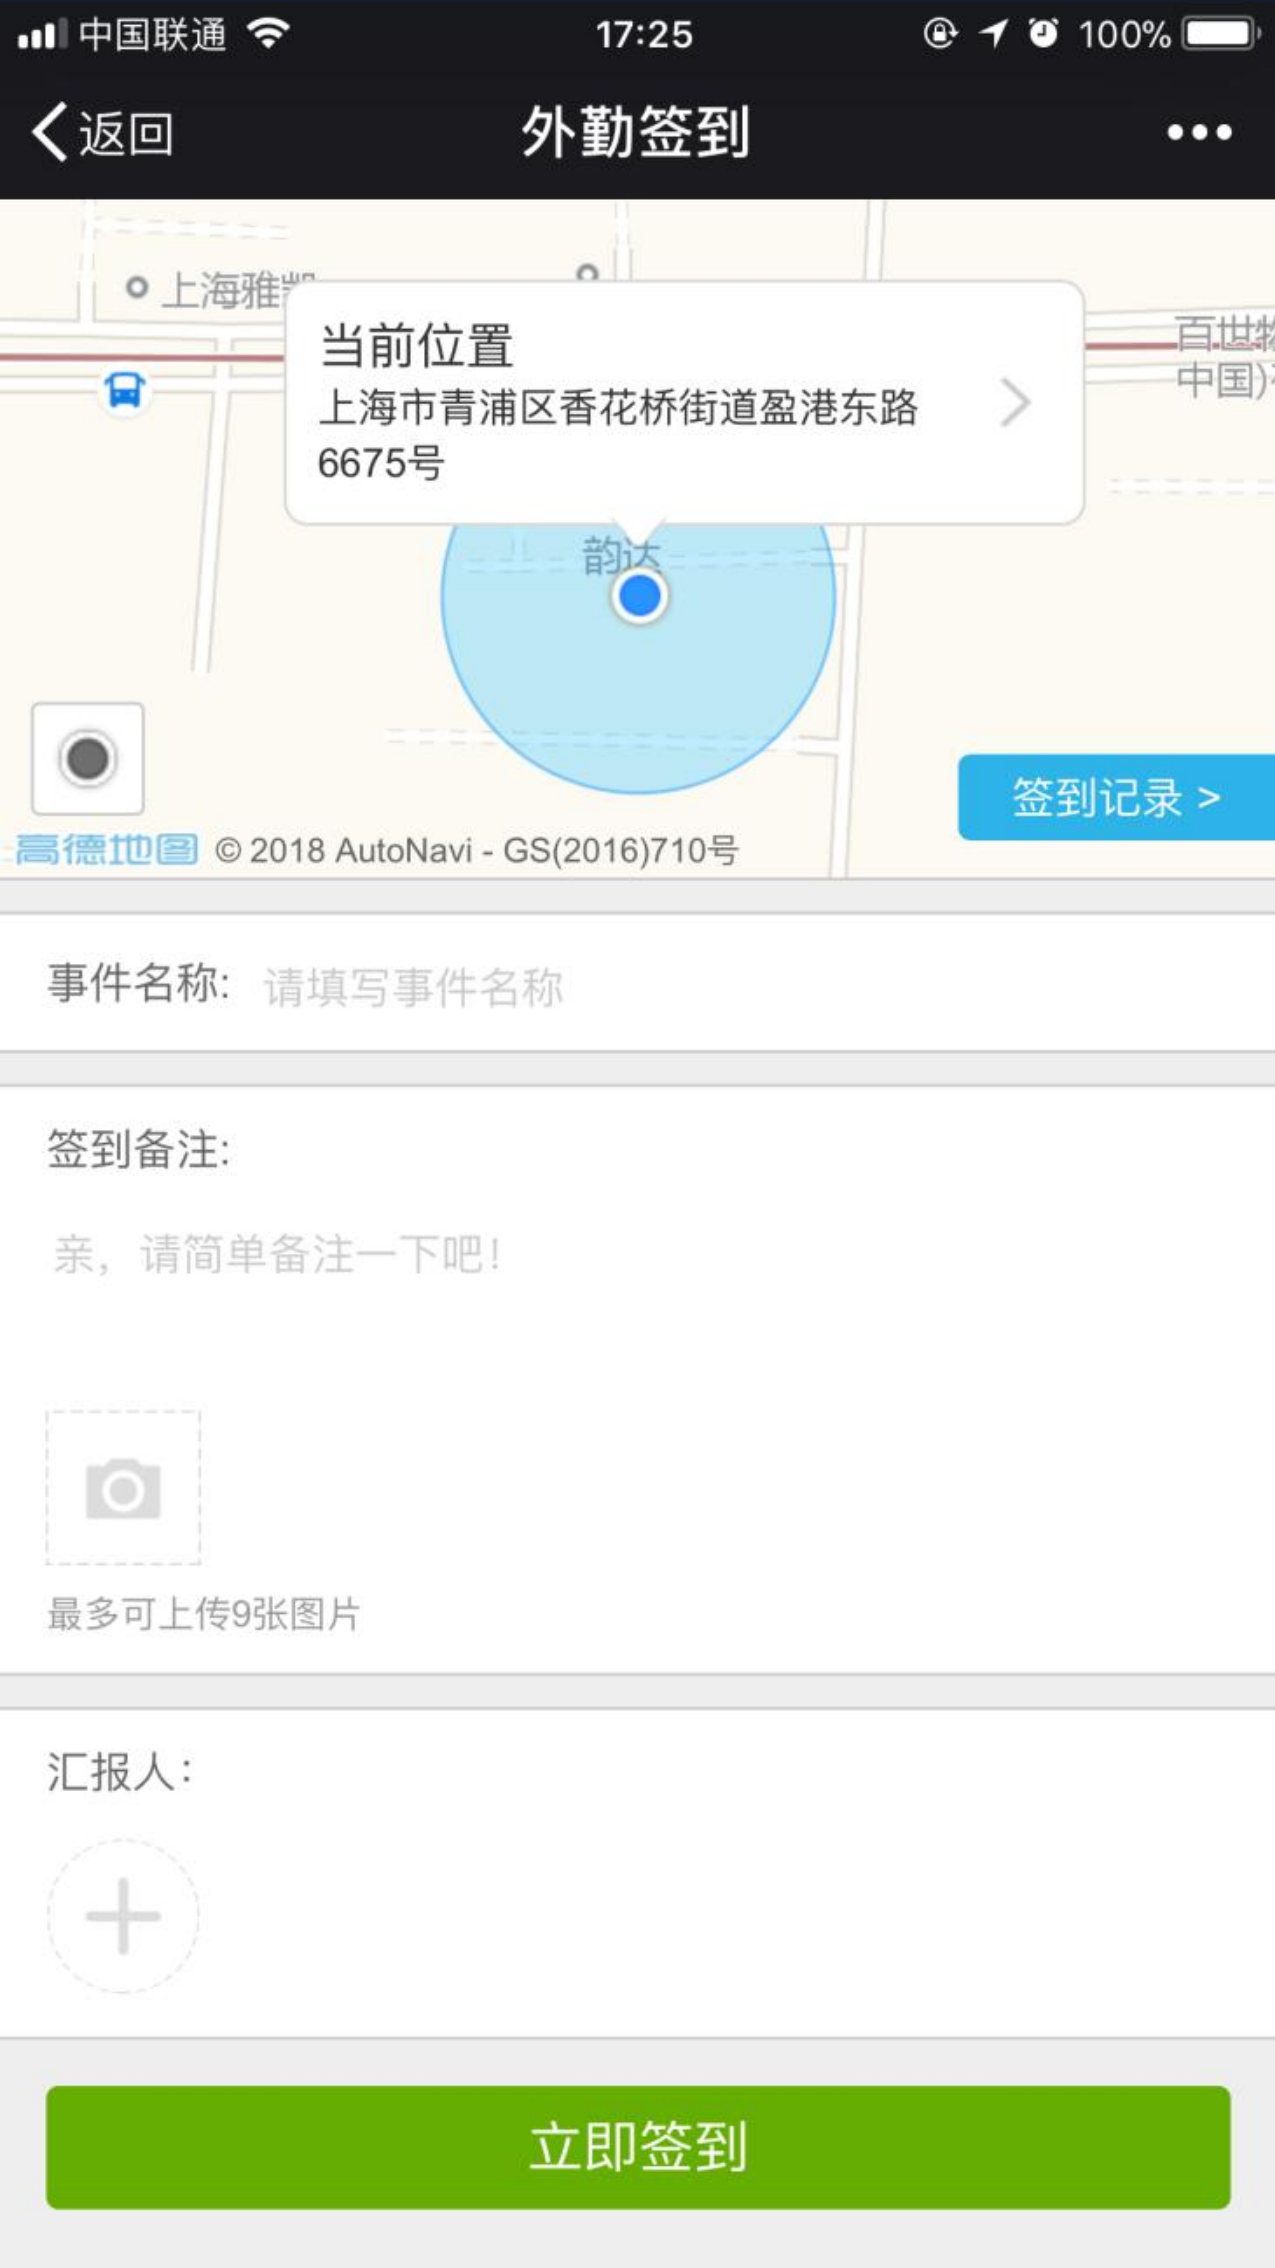 中国联通 17:25 100%
返回 外勤签到
上海雅
当前位置
上海市青浦区香花桥街道盈港东路
6675号
百世物
中国)
韵达
签到记录 >
高德地图 © 2018 AutoNavi - GS(2016)710号
事件名称: 请填写事件名称
签到备注:
亲，请简单备注一下吧！
最多可上传9张图片
汇报人：
立即签到